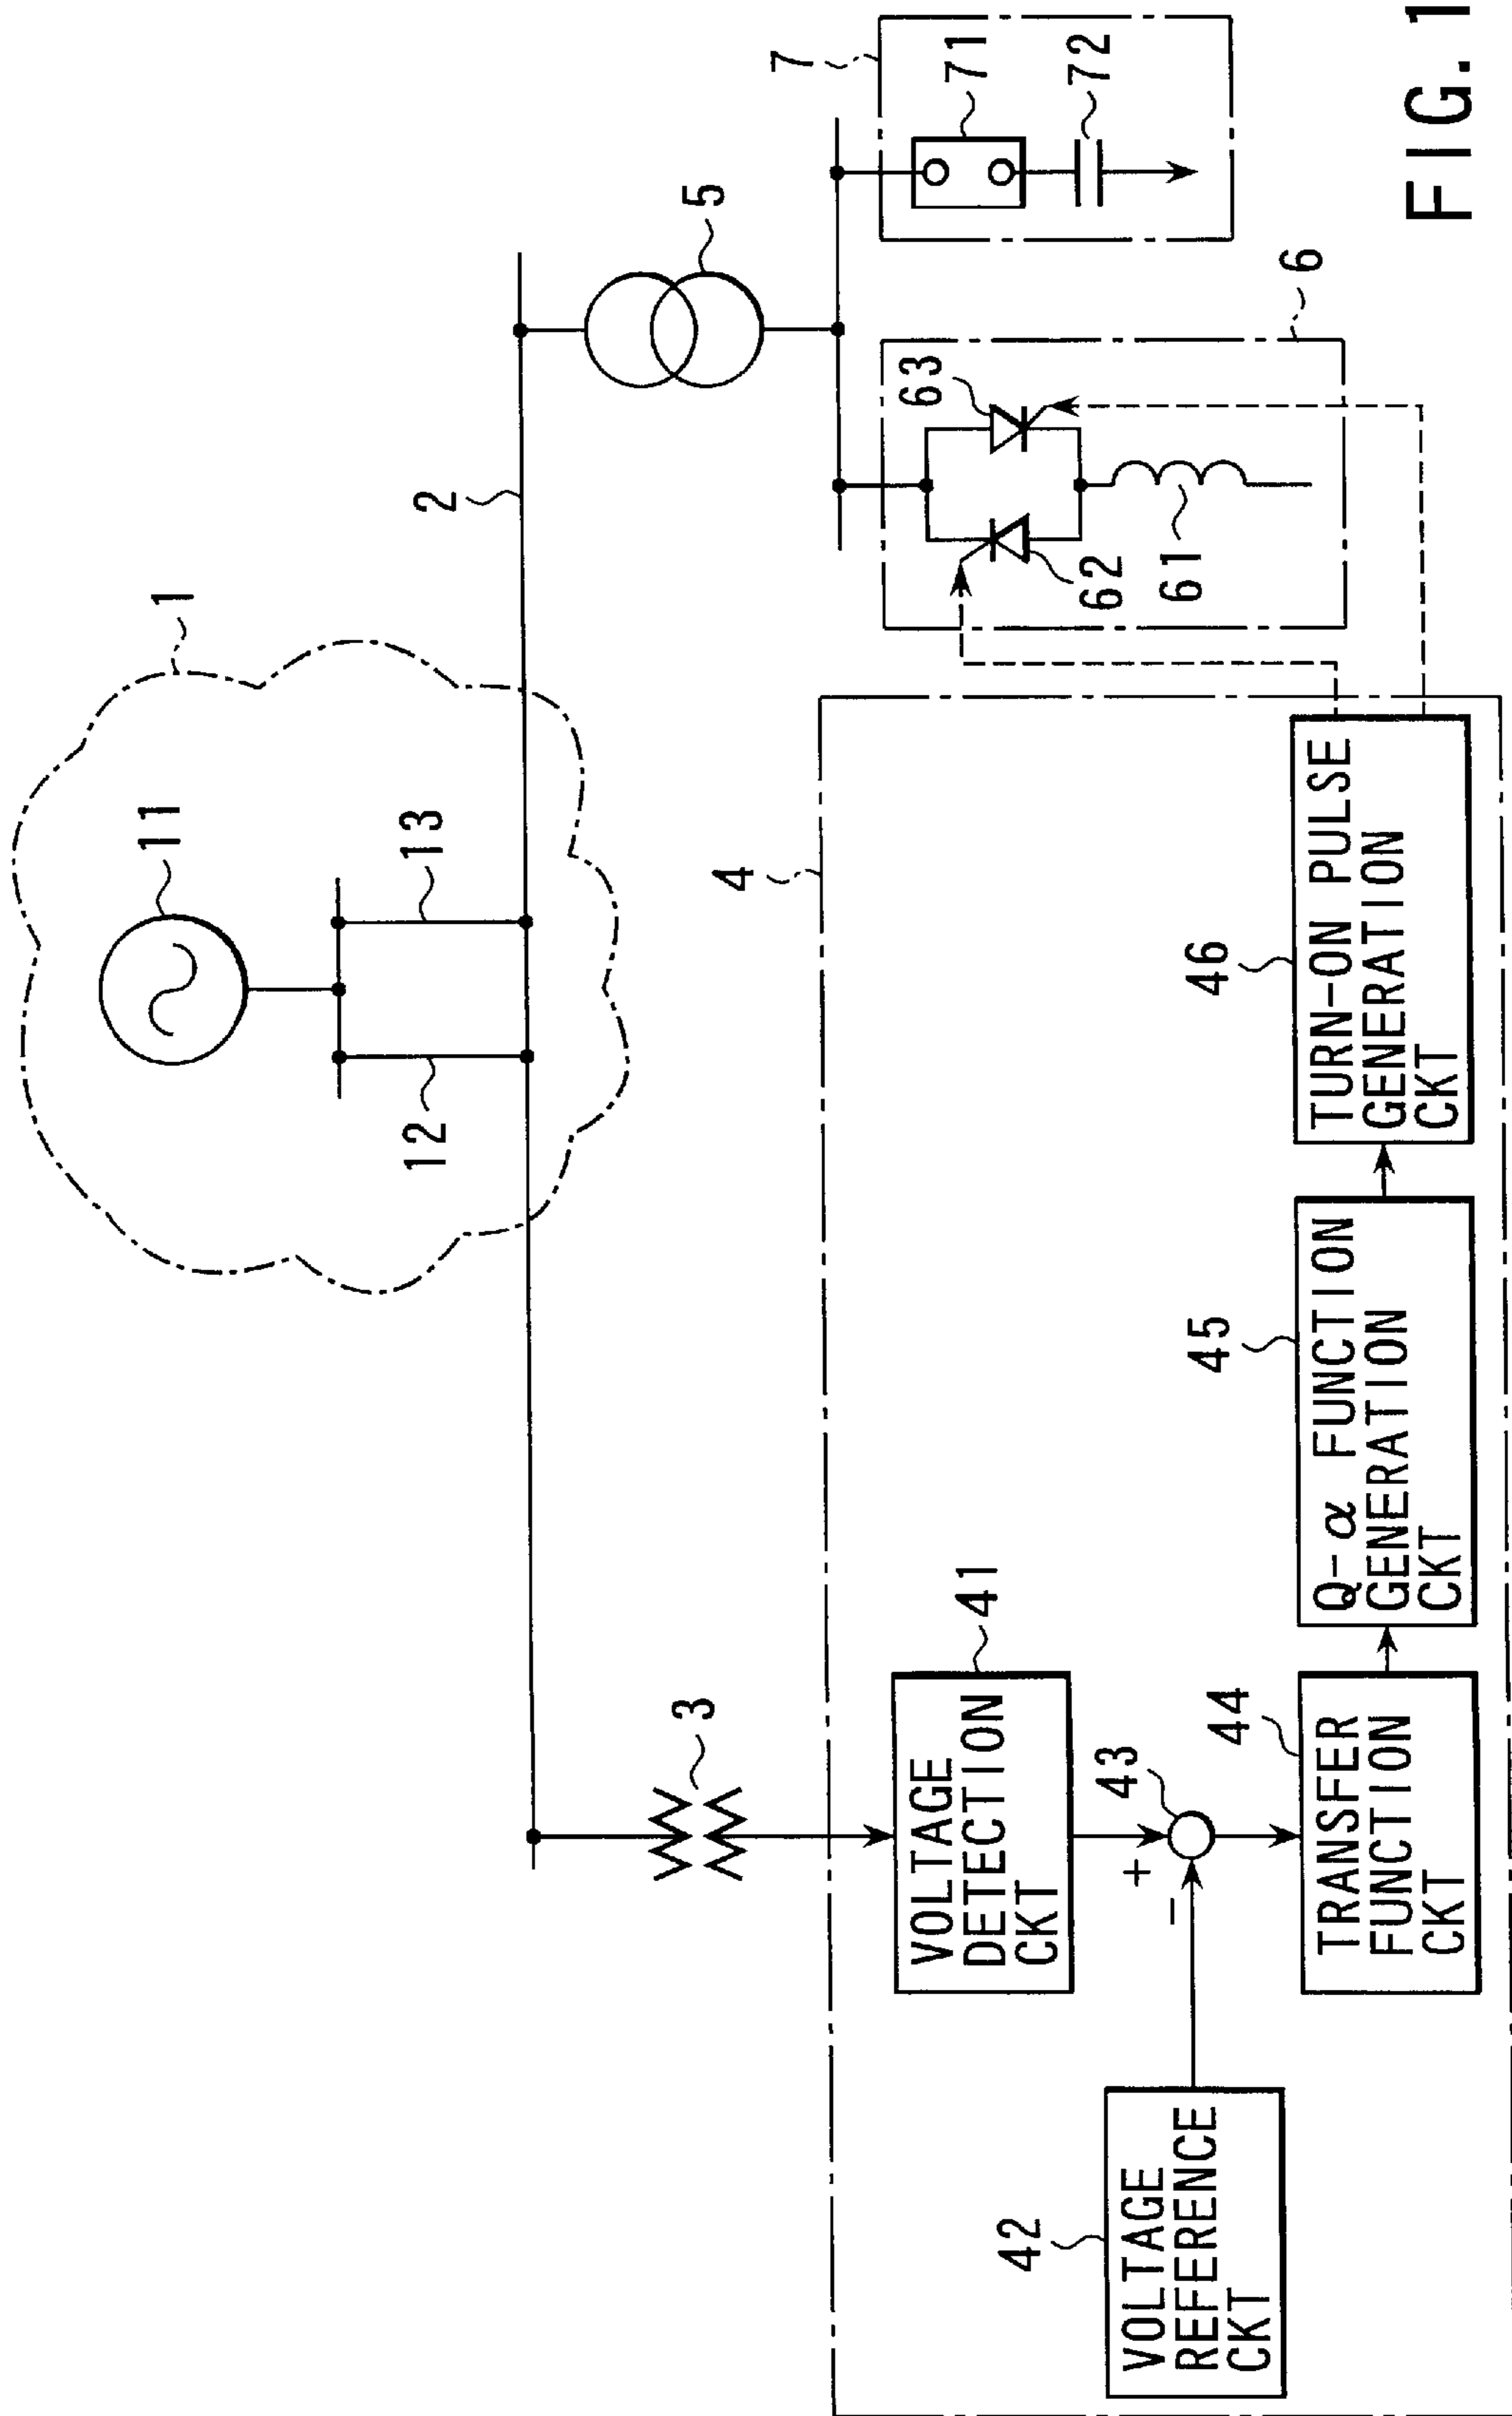 1
11
12
13
2
3
5
7
71
72
6
63
62
61
4
VOLTAGE
DETECTION
CKT
41
42
VOLTAGE
REFERENCE
CKT
+
-
43
44
TRANSFER
FUNCTION
CKT
45
Q-α FUNCTION
GENERATION
CKT
46
TURN-ON PULSE
GENERATION
CKT
FIG. 1